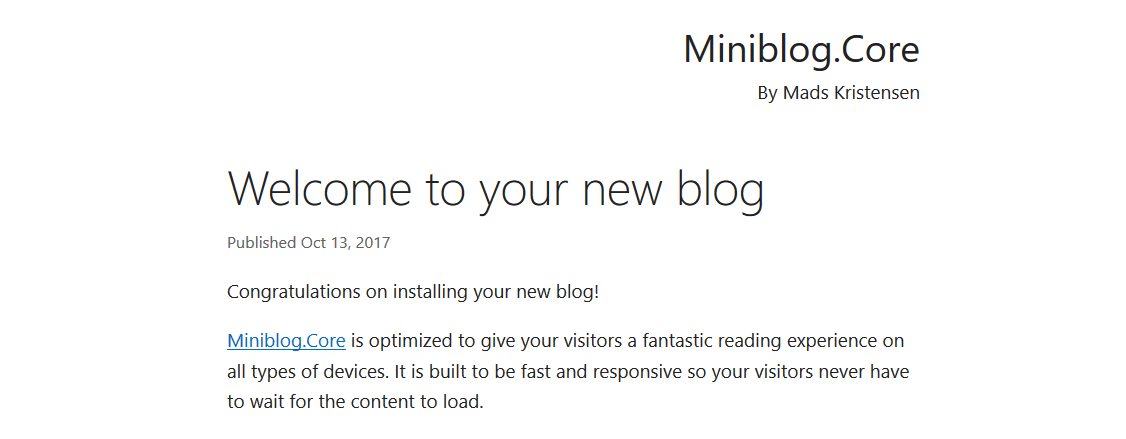 Miniblog.Core
By Mads Kristensen
Welcome to your new blog
Published Oct 13, 2017
Congratulations on installing your new blog!
Miniblog.Core is optimized to give your visitors a fantastic reading experience on
all types of devices. It is built to be fast and responsive so your visitors never have
to wait for the content to load.